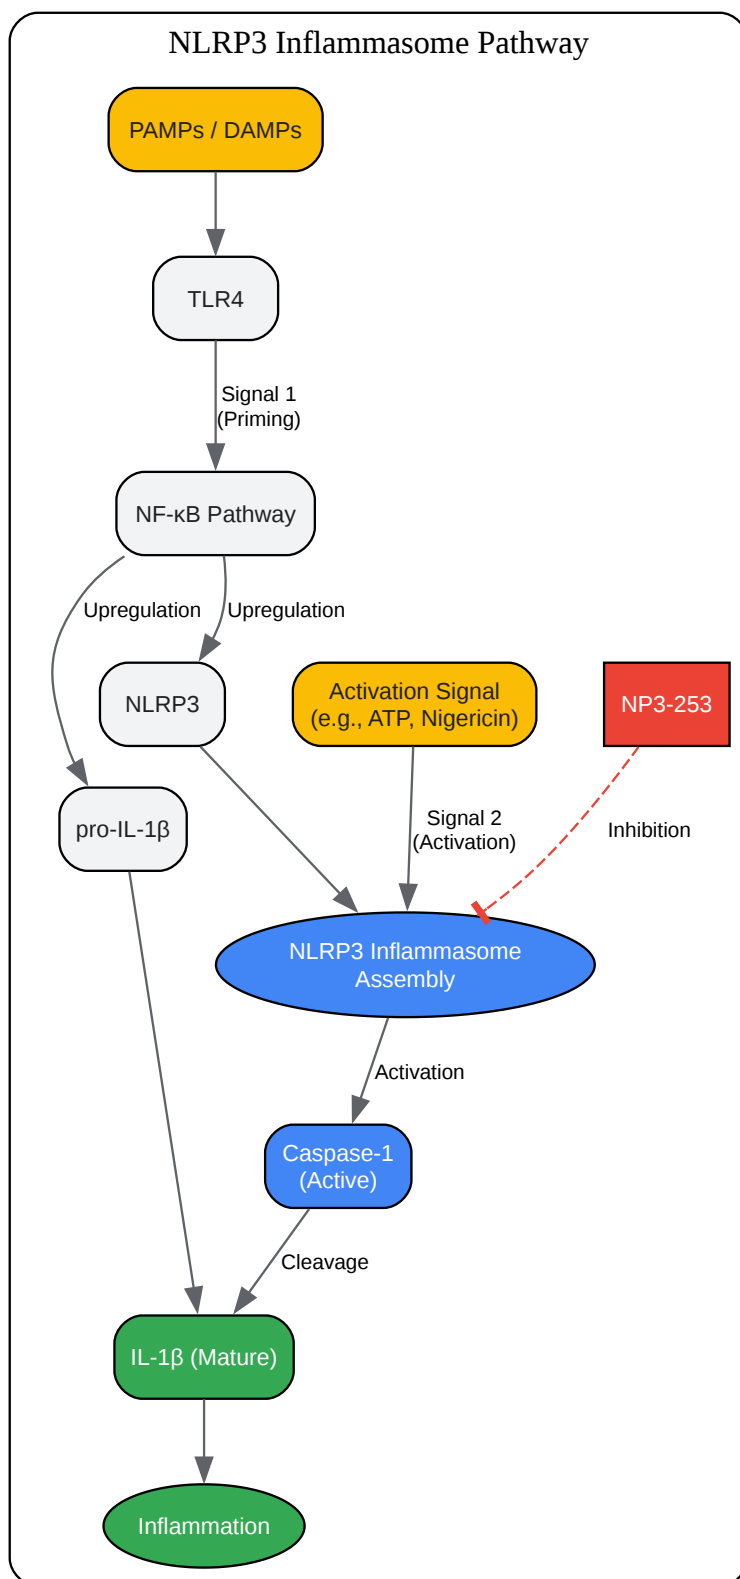 NLRP3 Inflammasome Pathway
PAMPs / DAMPs
TLR4
Signal 1
(Priming)
NF-κB Pathway
Upregulation
Upregulation
NLRP3
Activation Signal
(e.g., ATP, Nigericin)
NP3-253
pro-IL-1β
Signal 2
(Activation)
Inhibition
NLRP3 Inflammasome
Assembly
Activation
Caspase-1
(Active)
Cleavage
IL-1β (Mature)
Inflammation